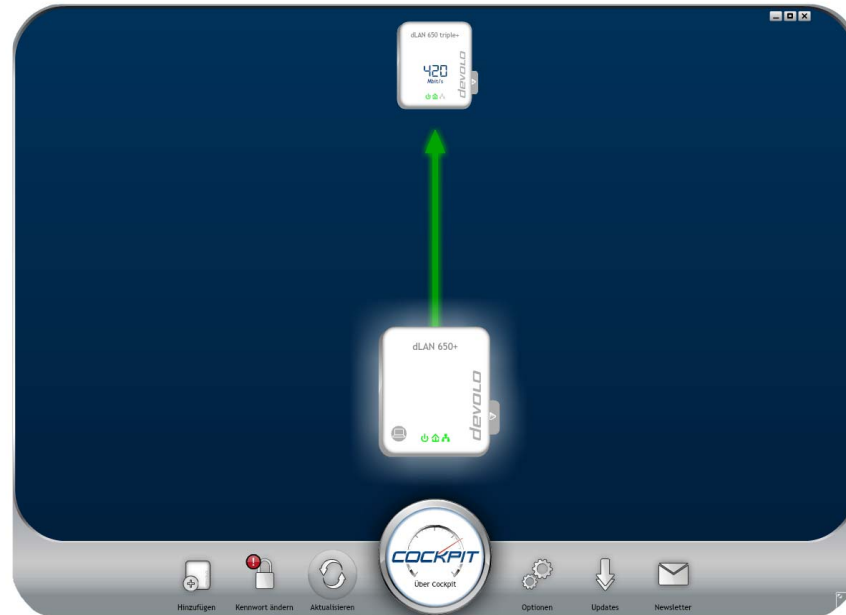 dLAN 650 triple+
420
Mbit/s
devolo
dLAN 650+
devolo
COCKPIT
Über Cockpit
Hinzufügen
Kennwort ändern
Aktualisieren
Optionen
Updates
Newsletter